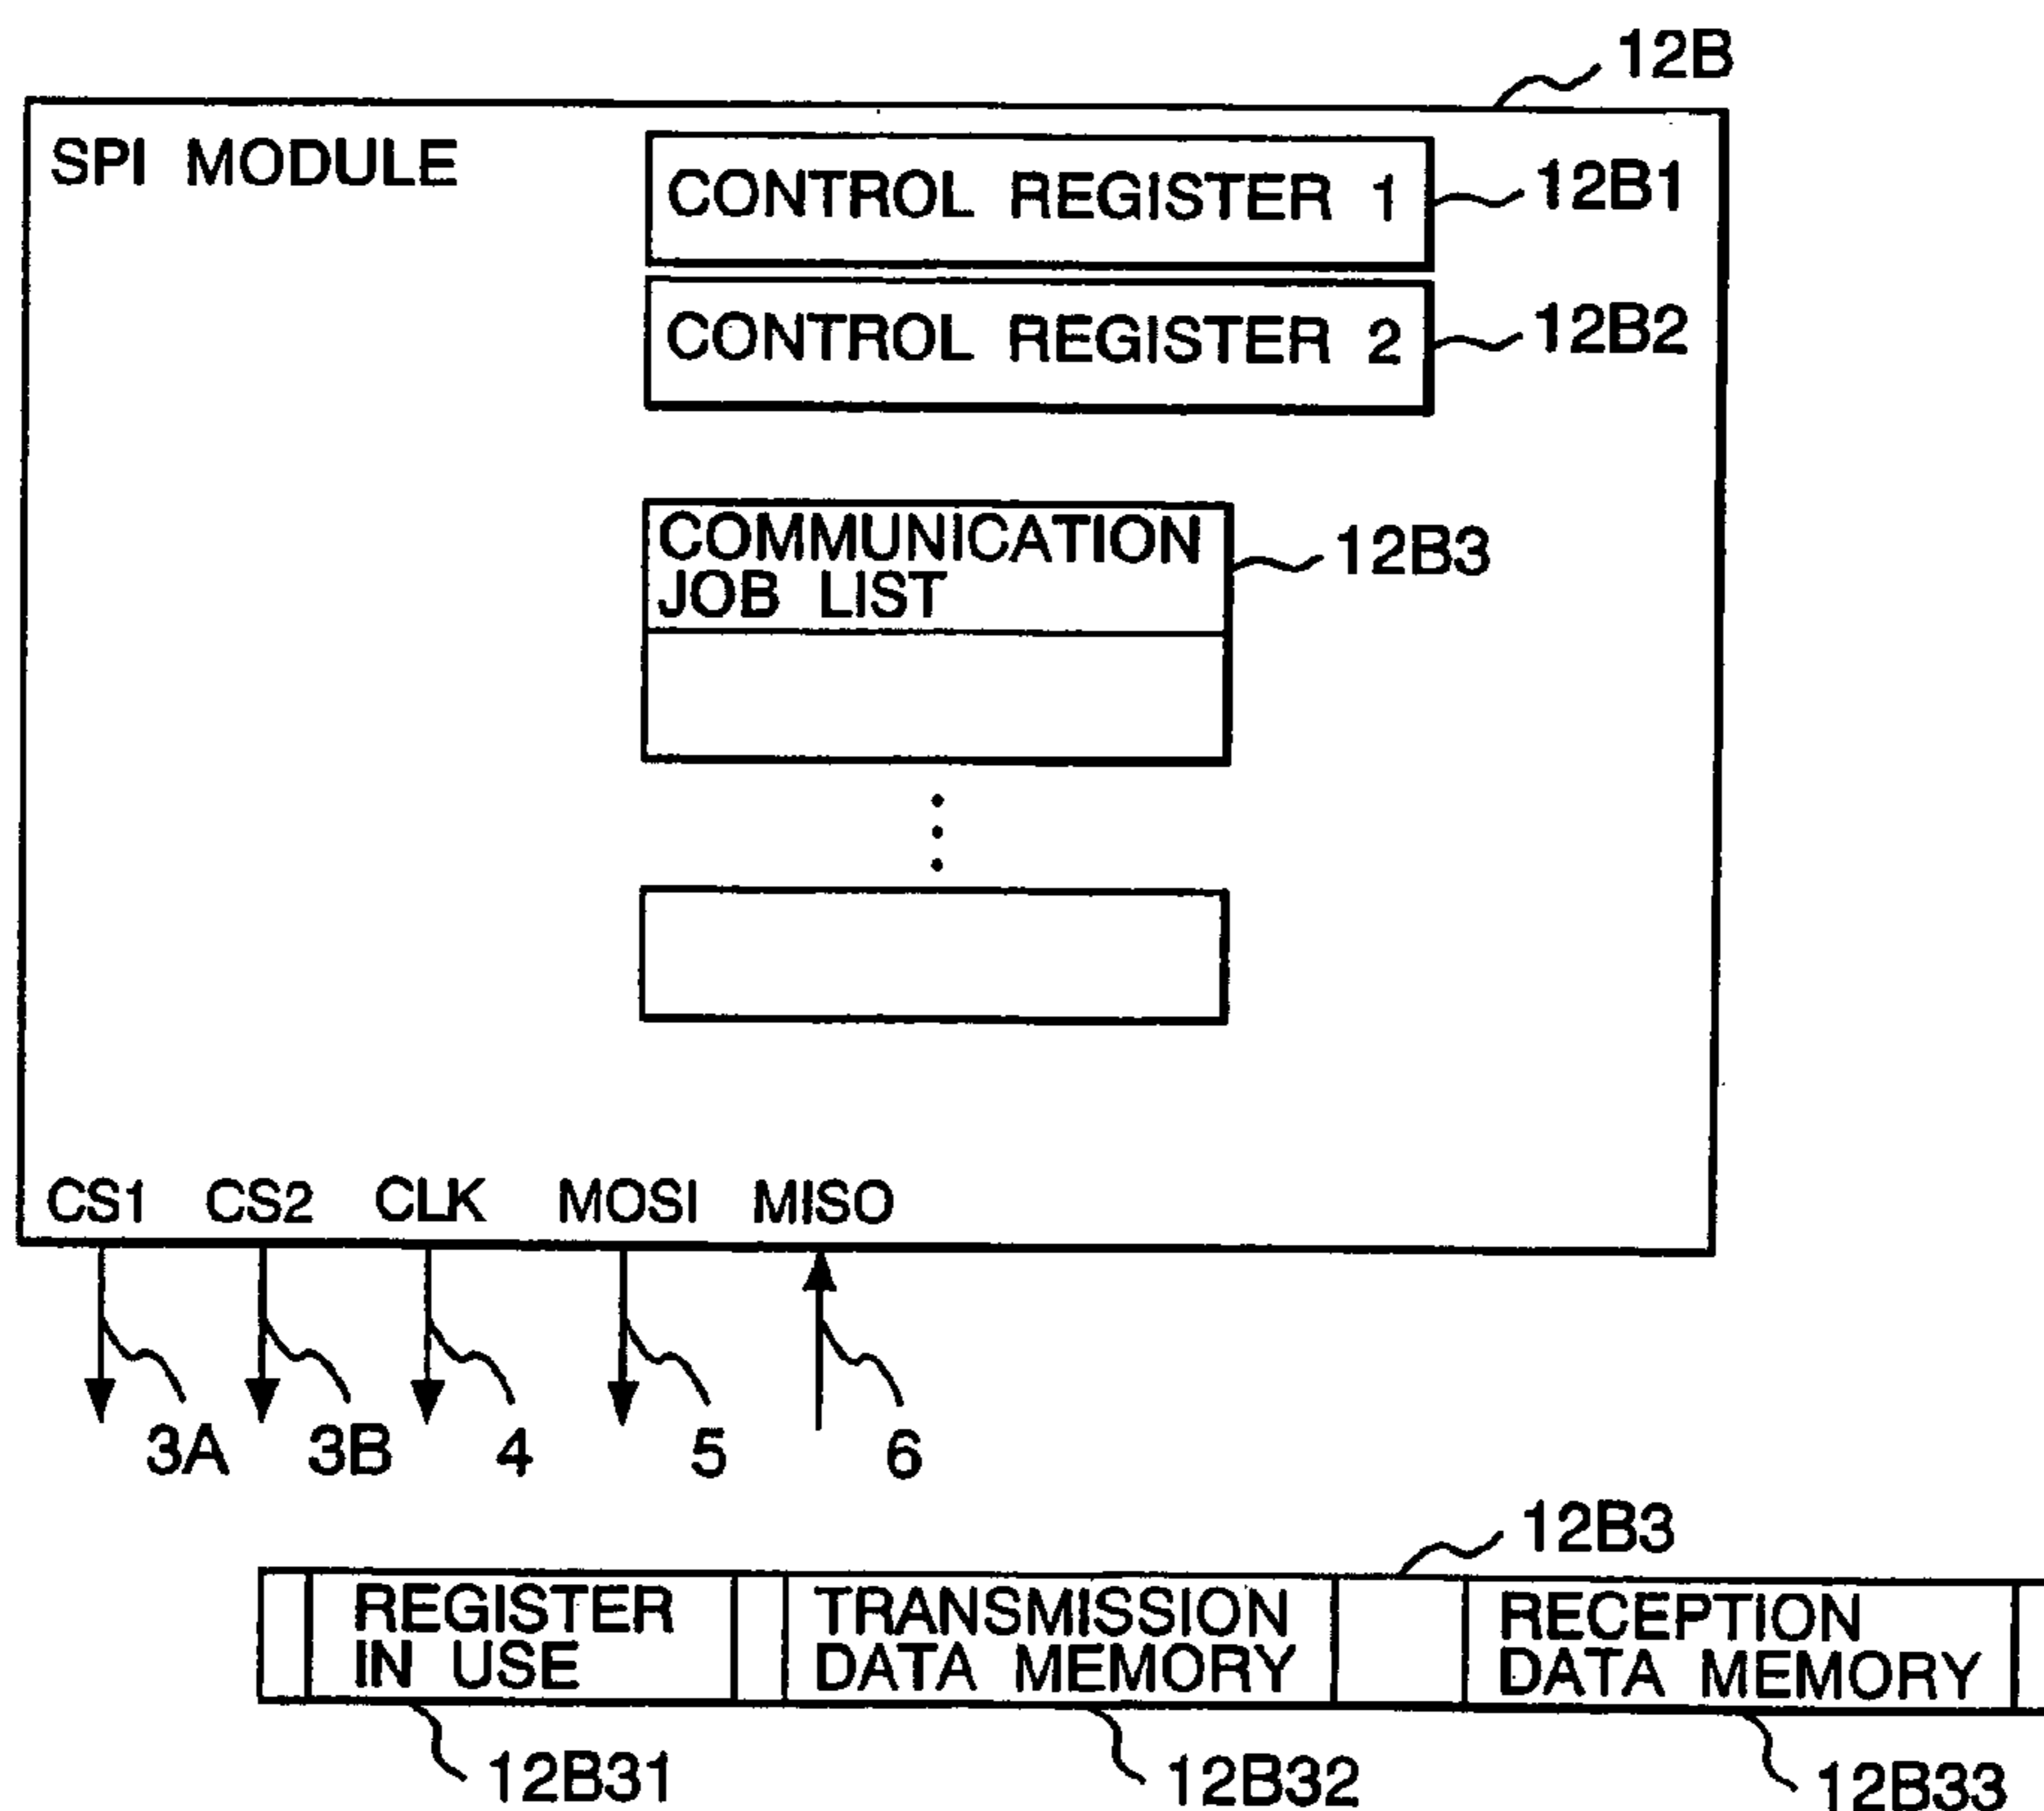 12B
SPI MODULE
CONTROL REGISTER 1
12B1
CONTROL REGISTER 2
12B2
COMMUNICATION
JOB LIST
12B3
CS1 CS2 CLK MOSI MISO
3A 3B 4 5 6
12B3
REGISTER
IN USE
TRANSMISSION
DATA MEMORY
RECEPTION
DATA MEMORY
12B31 12B32 12B33